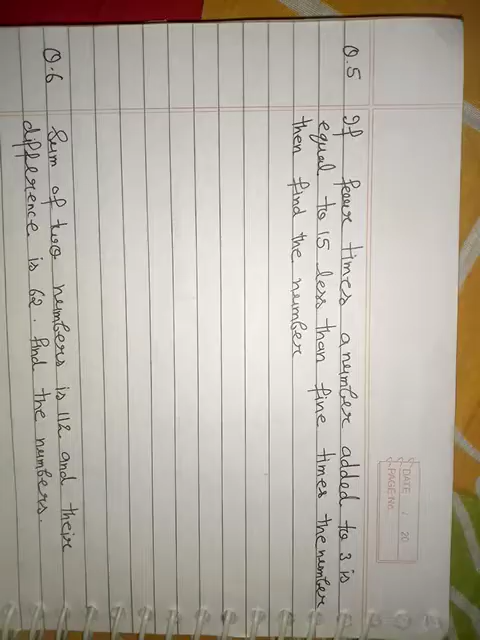 DATE / 20
PAGE No.
Q.5 If four times a number added to 3 is
equal to 15 less than five times the number
then find the number
Q.6 Sum of two numbers is 112 and their
difference is 62. find the numbers.